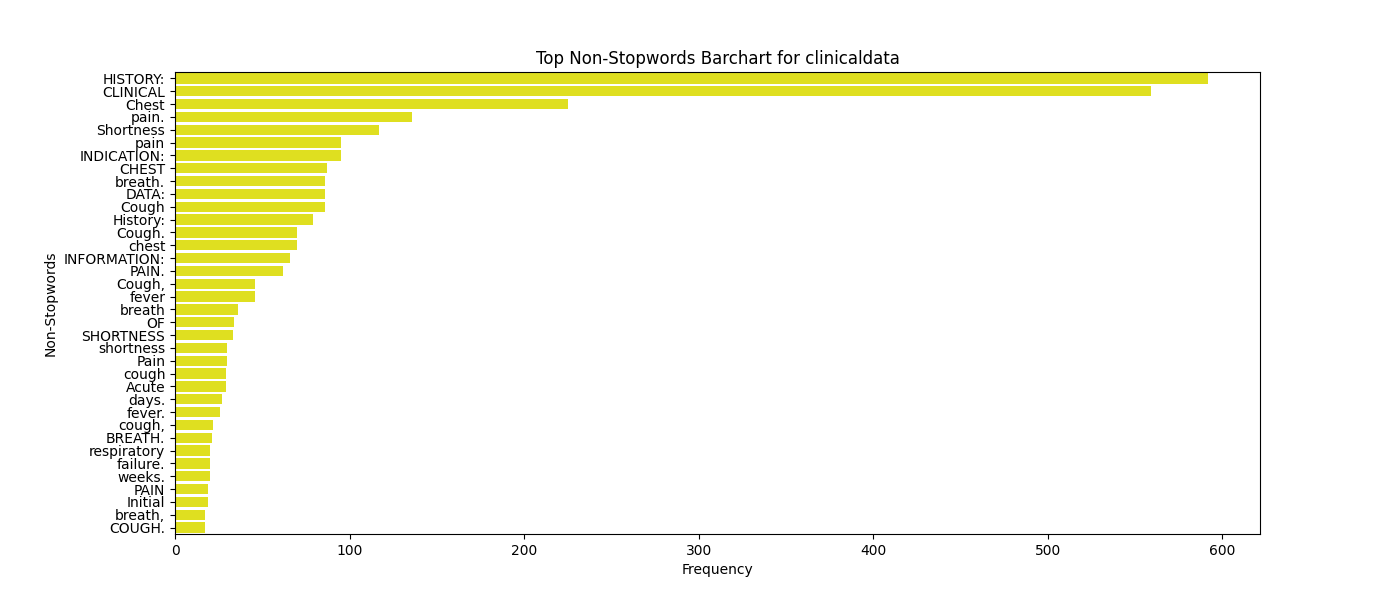 Top Non-Stopwords Barchart for clinicaldata
Non-Stopwords
HISTORY:
CLINICAL
Chest
pain.
Shortness
pain
INDICATION:
CHEST
breath.
DATA:
Cough
History:
Cough.
chest
INFORMATION:
PAIN.
Cough,
fever
breath
OF
SHORTNESS
shortness
Pain
cough
Acute
days.
fever.
cough,
BREATH.
respiratory
failure.
weeks.
PAIN
Initial
breath,
COUGH.
0 100 200 300 400 500 600
Frequency